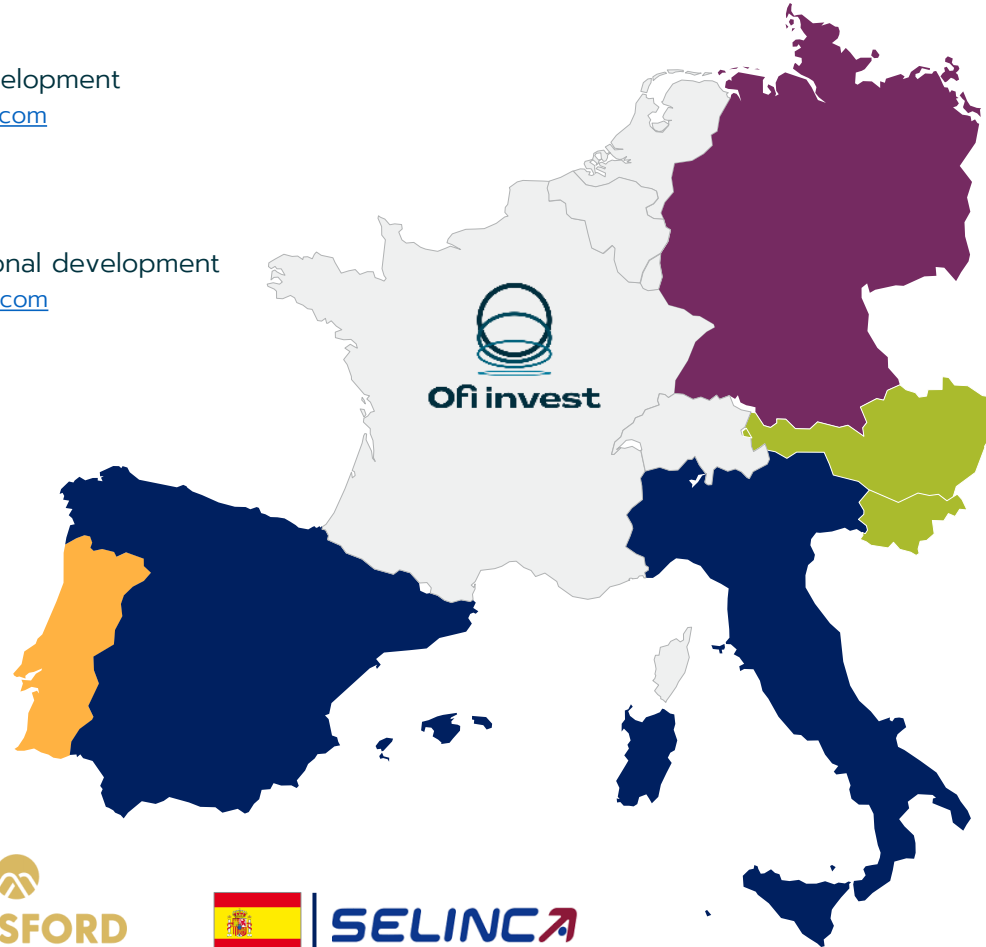 elopment
com
onal development
com
Ofi invest
SFORD
SELINCA